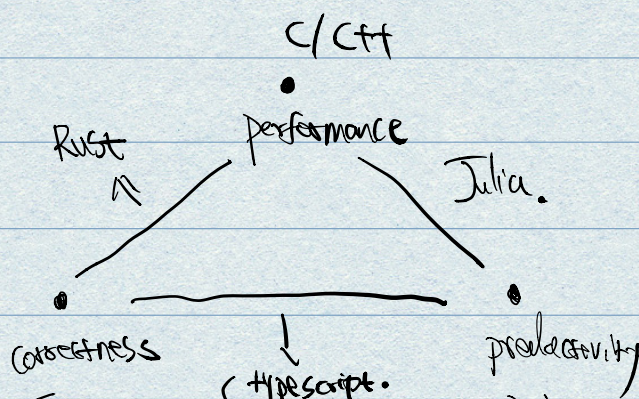 C/C++
performance
Rust
Julia.
correctness
productivity
( typescript.